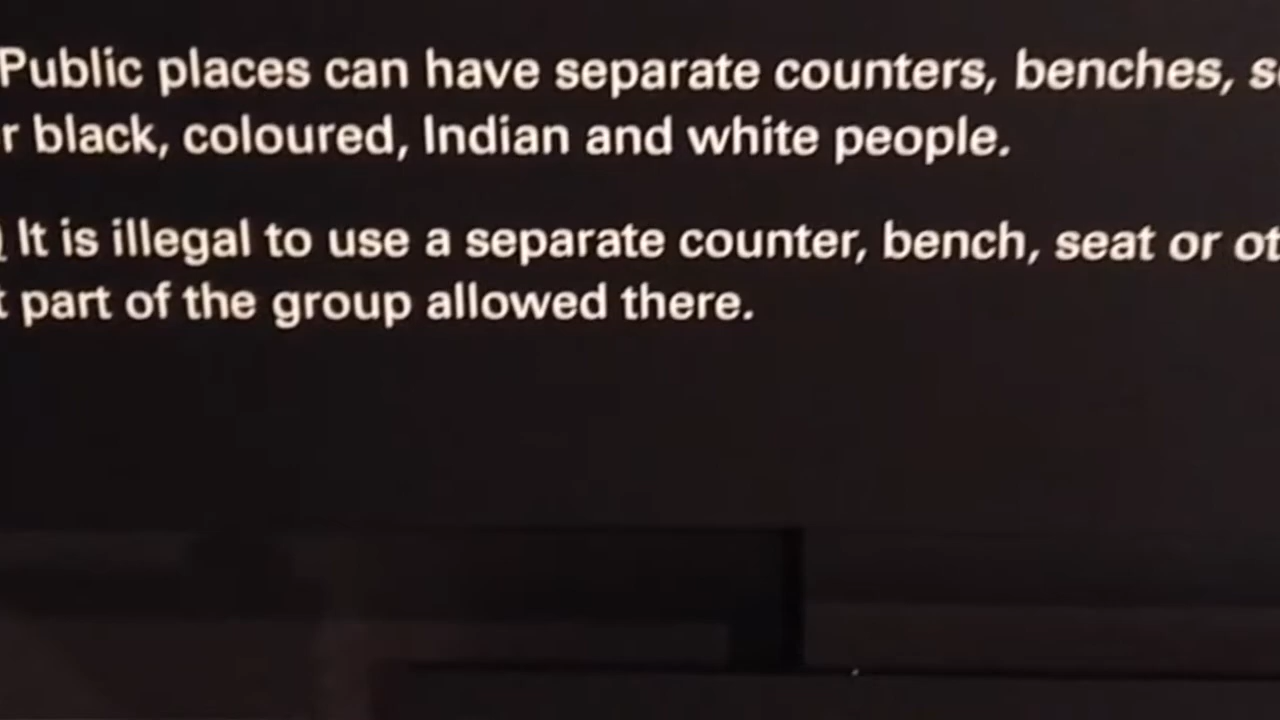 Public places can have separate counters, benches,
black, coloured, Indian and white people.
It is illegal to use a separate counter, bench, seat or
part of the group allowed there.